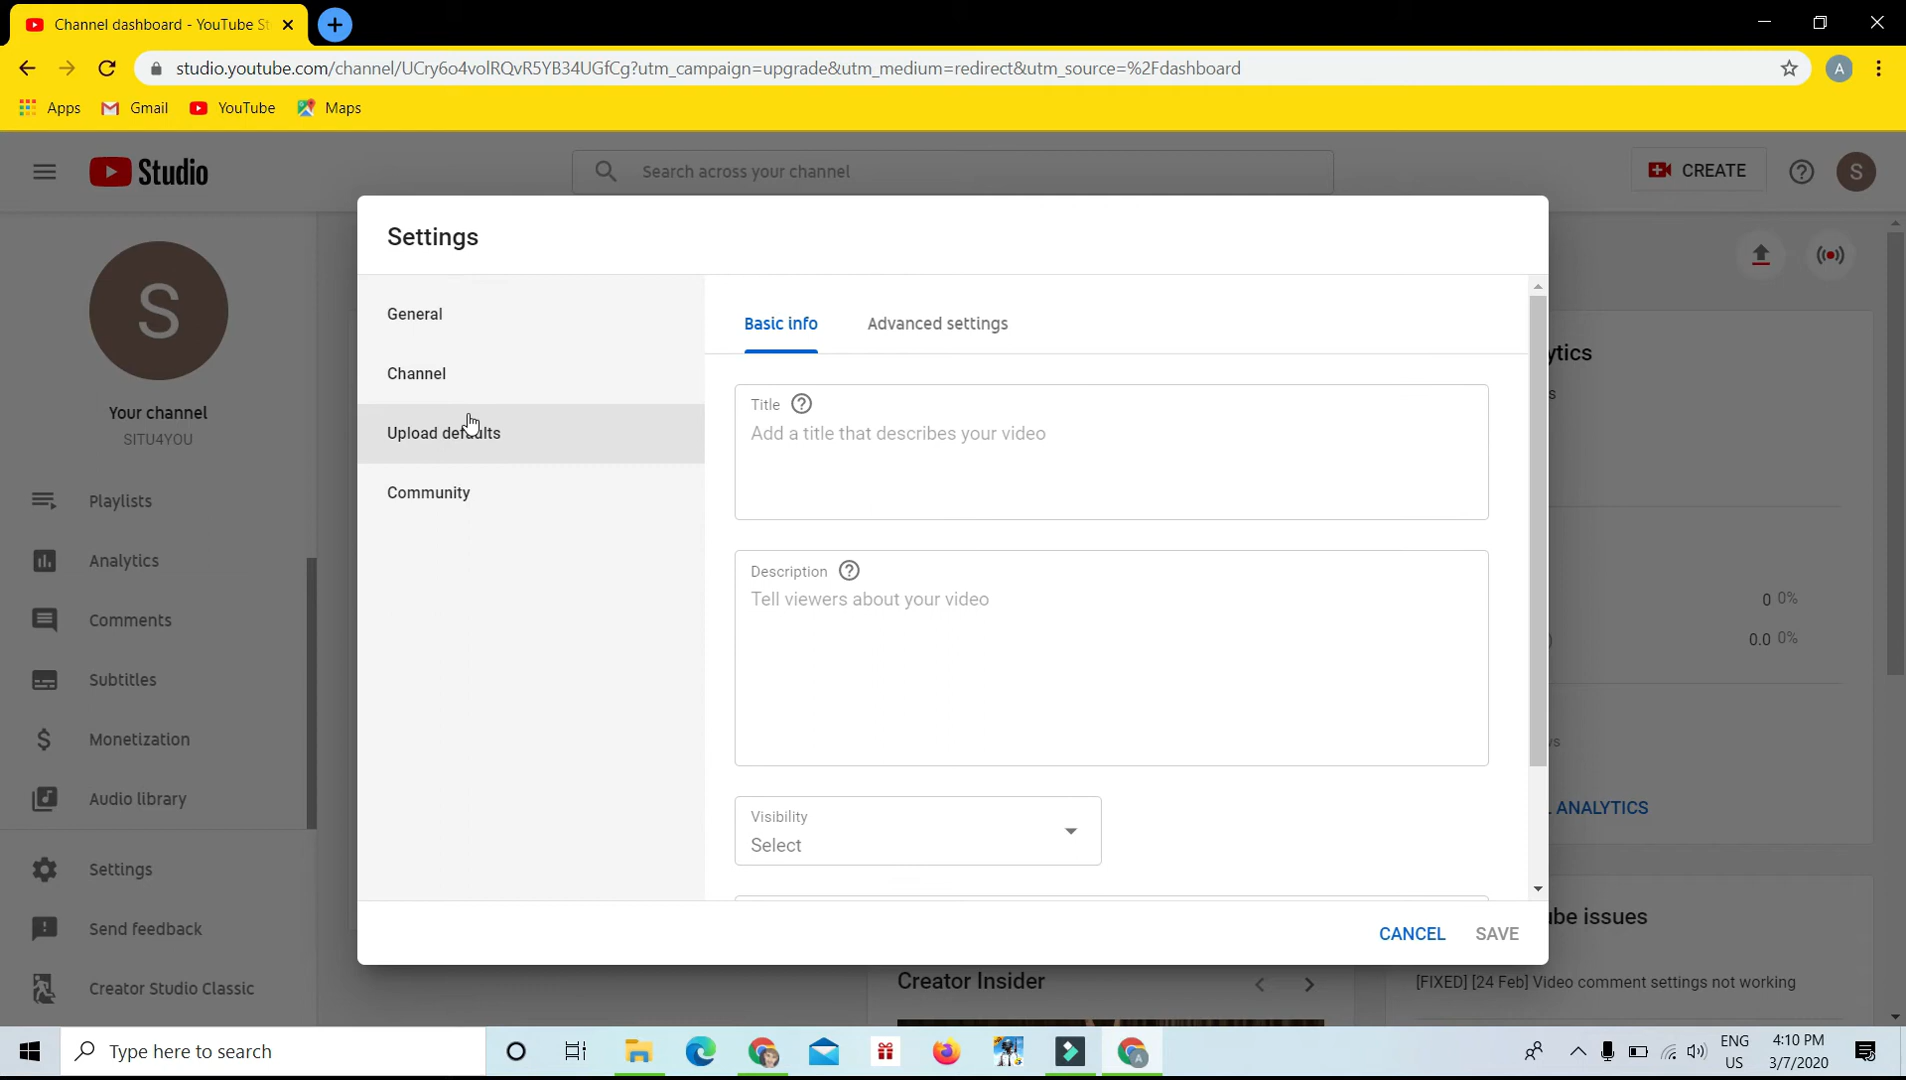 Channel dashboard - YouTube St
studio.youtube.com/channel/UCry6o4volRQvR5YB34UGfCg?utm_campaign=upgrade&utm_medium=redirect&utm_source=%2Fdashboard
A
Apps Gmail YouTube Maps
Studio
Search across your channel
CREATE
S
S
Your channel
SITU4YOU
Playlists
Analytics
Comments
Subtitles
Monetization
Audio library
Settings
Send feedback
Creator Studio Classic
Settings
General
Channel
Upload defaults
Community
Basic info Advanced settings
Title
Add a title that describes your video
Description
Tell viewers about your video
Visibility
Select
CANCEL SAVE
ytics
s
0 0%
0.0 0%
ws
ANALYTICS
ube issues
[FIXED] [24 Feb] Video comment settings not working
Creator Insider
Type here to search
A
ENG
US
4:10 PM
3/7/2020